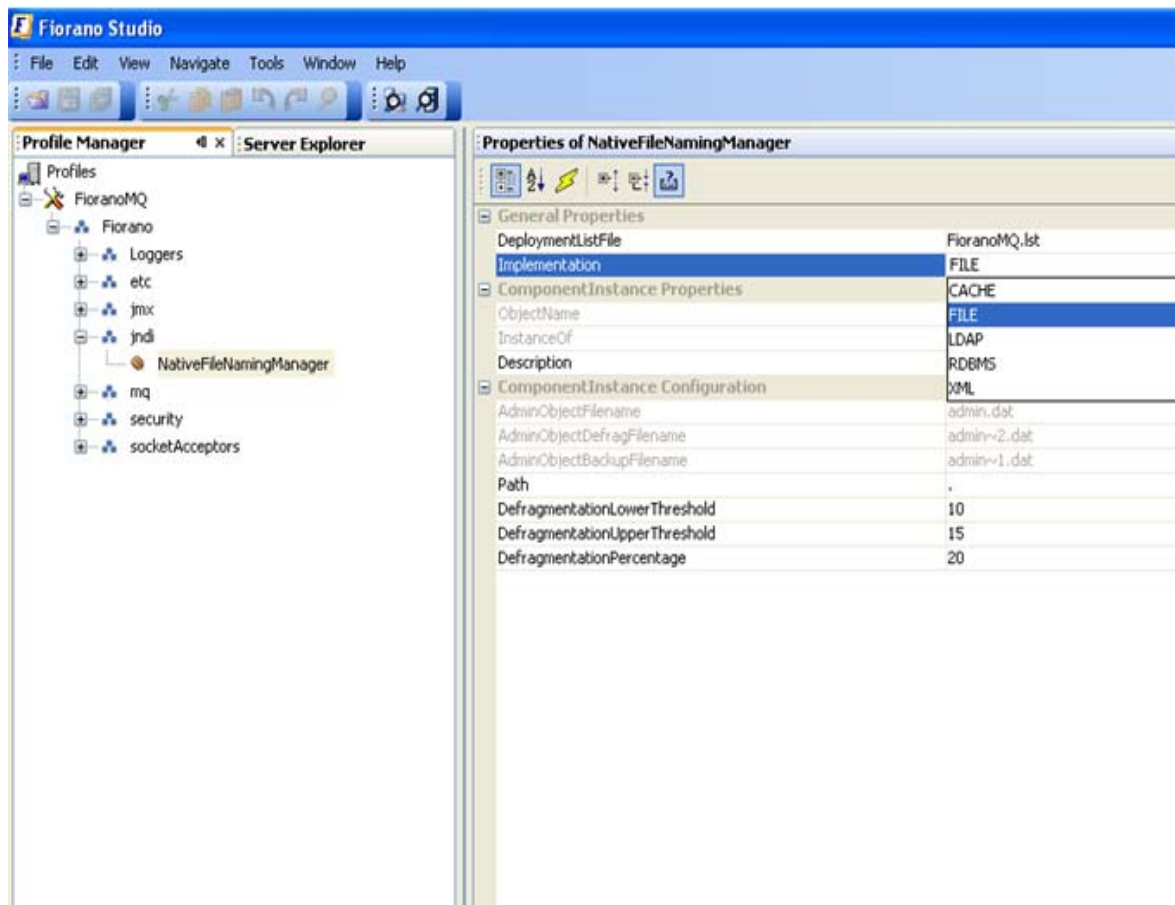 Fiorano Studio
File Edit View Navigate Tools Window Help
Profile Manager
Server Explorer
Profiles
FioranoMQ
Fiorano
Loggers
etc
jmx
jndi
NativeFileNamingManager
mq
security
socketAcceptors
Properties of NativeFileNamingManager
General Properties
DeploymentListFile FioranoMQ.lst
Implementation FILE
ComponentInstance Properties CACHE
ObjectName FILE
InstanceOf LDAP
Description RDBMS
ComponentInstance Configuration XML
AdminObjectFilename admin.dat
AdminObjectDefragFilename admin~2.dat
AdminObjectBackupFilename admin~1.dat
Path .
DefragmentationLowerThreshold 10
DefragmentationUpperThreshold 15
DefragmentationPercentage 20